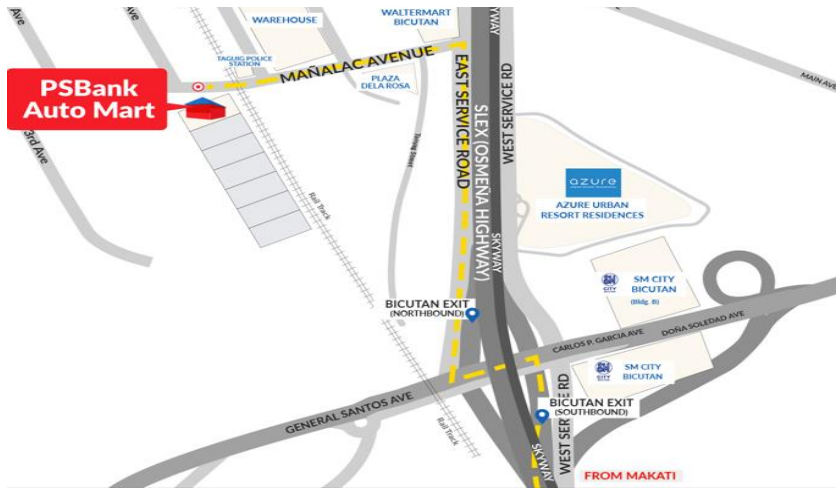 WALTERMART
BICUTAN
WAREHOUSE
SKYWAY
TAGUIG POLICE
STATION
MAÑALAC AVENUE
PLAZA
DELA ROSA
MAIN AVE
PSBank
Auto Mart
3rd Ave
EAST SERVICE ROAD
SLEX (OSMEÑA HIGHWAY)
WEST SERVICE RD
SKYWAY
azure
AZURE URBAN
RESORT RESIDENCES
Rail Track
SM CITY
BICUTAN
(Bldg. B)
BICUTAN EXIT
(NORTHBOUND)
CARLOS P. GARCIA AVE
DOÑA SOLEDAD AVE
SM CITY
BICUTAN
GENERAL SANTOS AVE
BICUTAN EXIT
(SOUTHBOUND)
WEST SERVICE RD
Rail Track
SKYWAY
FROM MAKATI